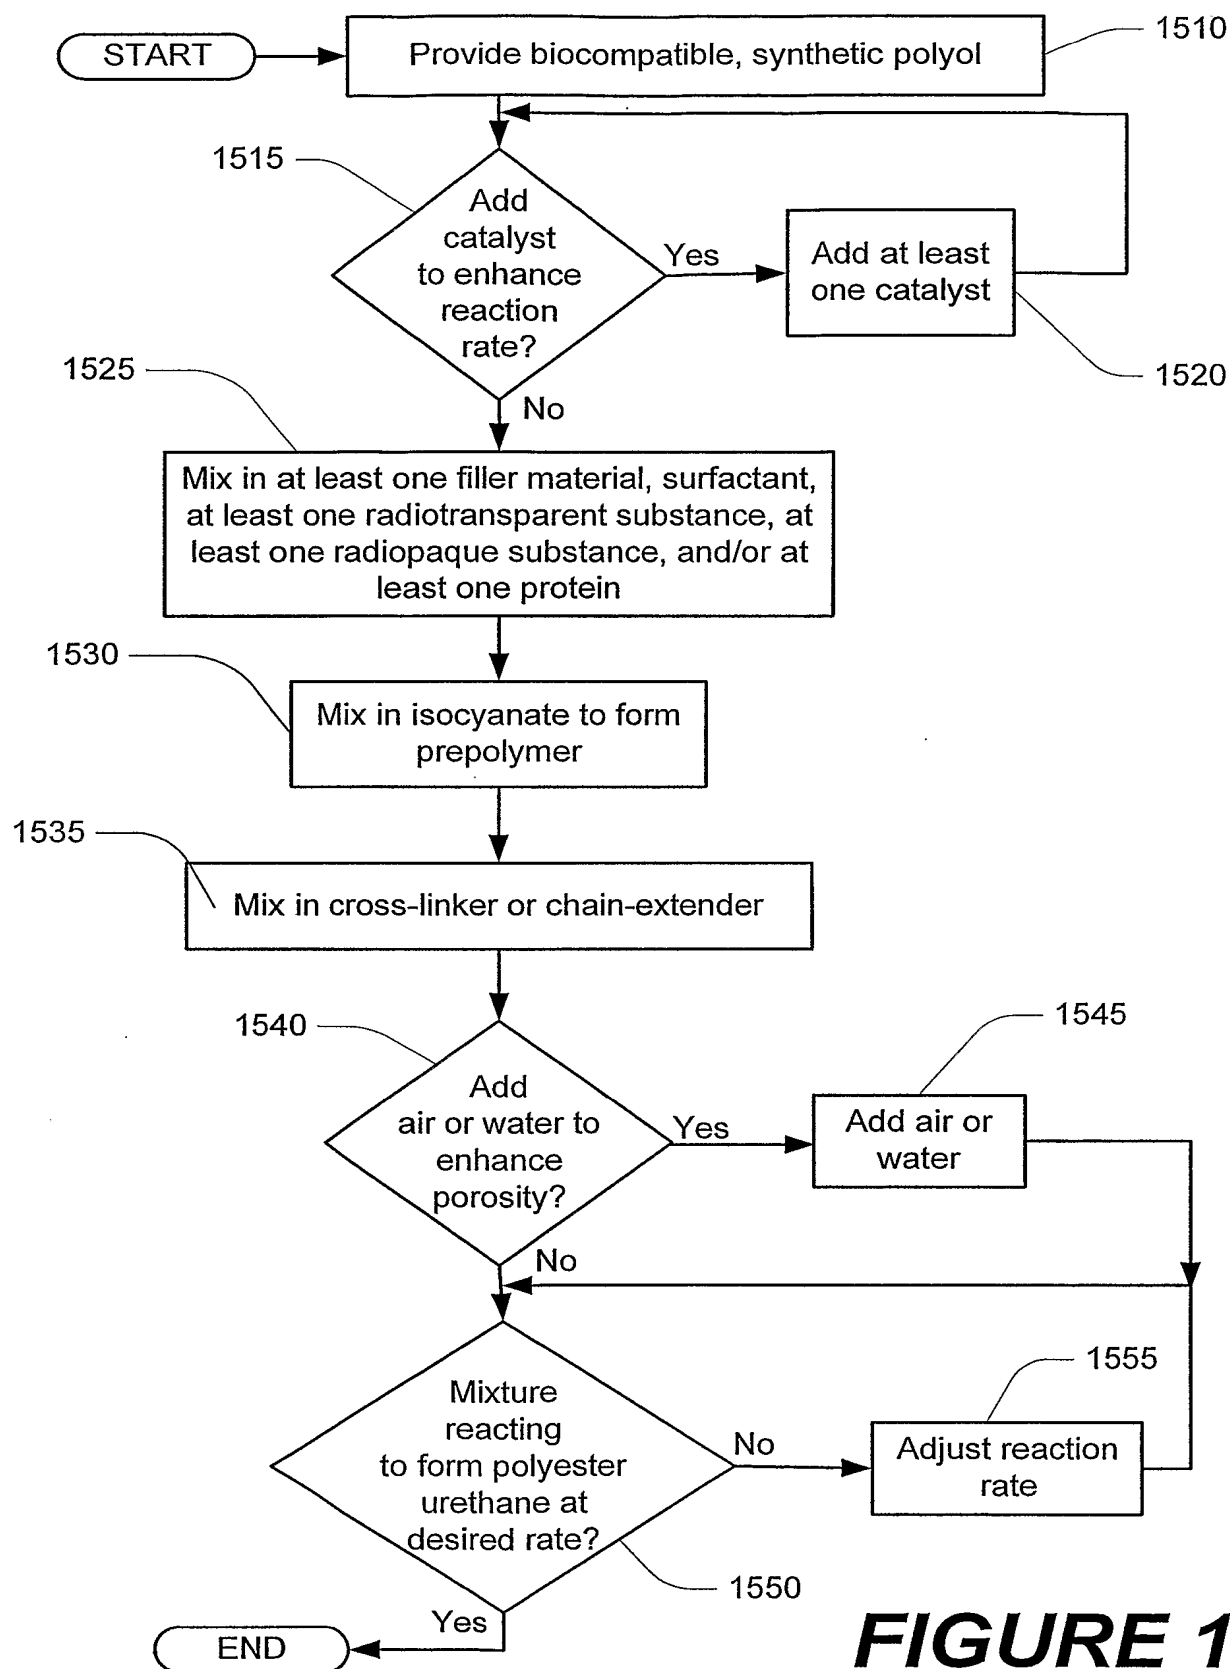 START
Provide biocompatible, synthetic polyol
1510
1515
Add
catalyst
to enhance
reaction
rate?
Yes
Add at least
one catalyst
1520
1525
No
Mix in at least one filler material, surfactant,
at least one radiotransparent substance, at
least one radiopaque substance, and/or at
least one protein
1530
Mix in isocyanate to form
prepolymer
1535
Mix in cross-linker or chain-extender
1540
Add
air or water to
enhance
porosity?
Yes
1545
Add air or
water
No
Mixture
reacting
to form polyester
urethane at
desired rate?
No
1555
Adjust reaction
rate
1550
Yes
END
FIGURE 1